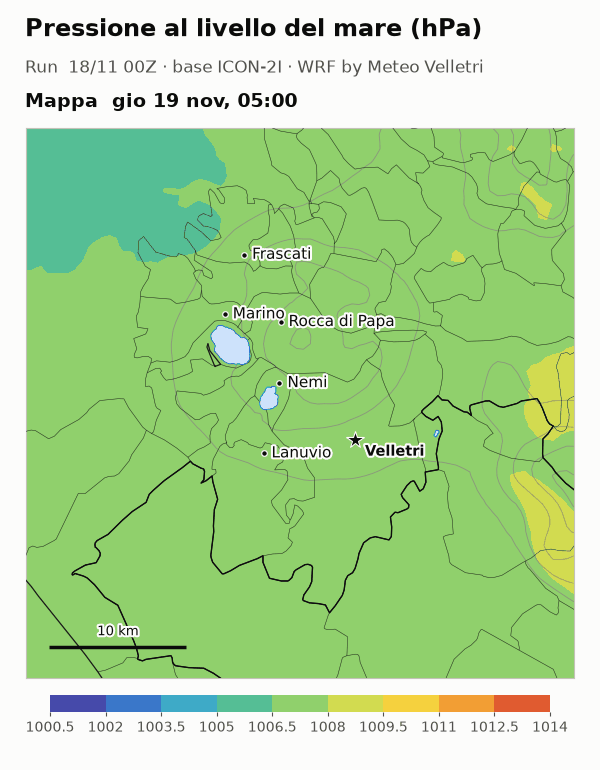 Pressione al livello del mare (hPa)
Run  18/11 00Z · base ICON-2I · WRF by Meteo Velletri
Mappa  gio 19 nov, 05:00
Frascati
Marino
Rocca di Papa
Nemi
Velletri
Lanuvio
10 km
1000.5 1002 1003.5 1005 1006.5 1008 1009.5 1011 1012.5 1014